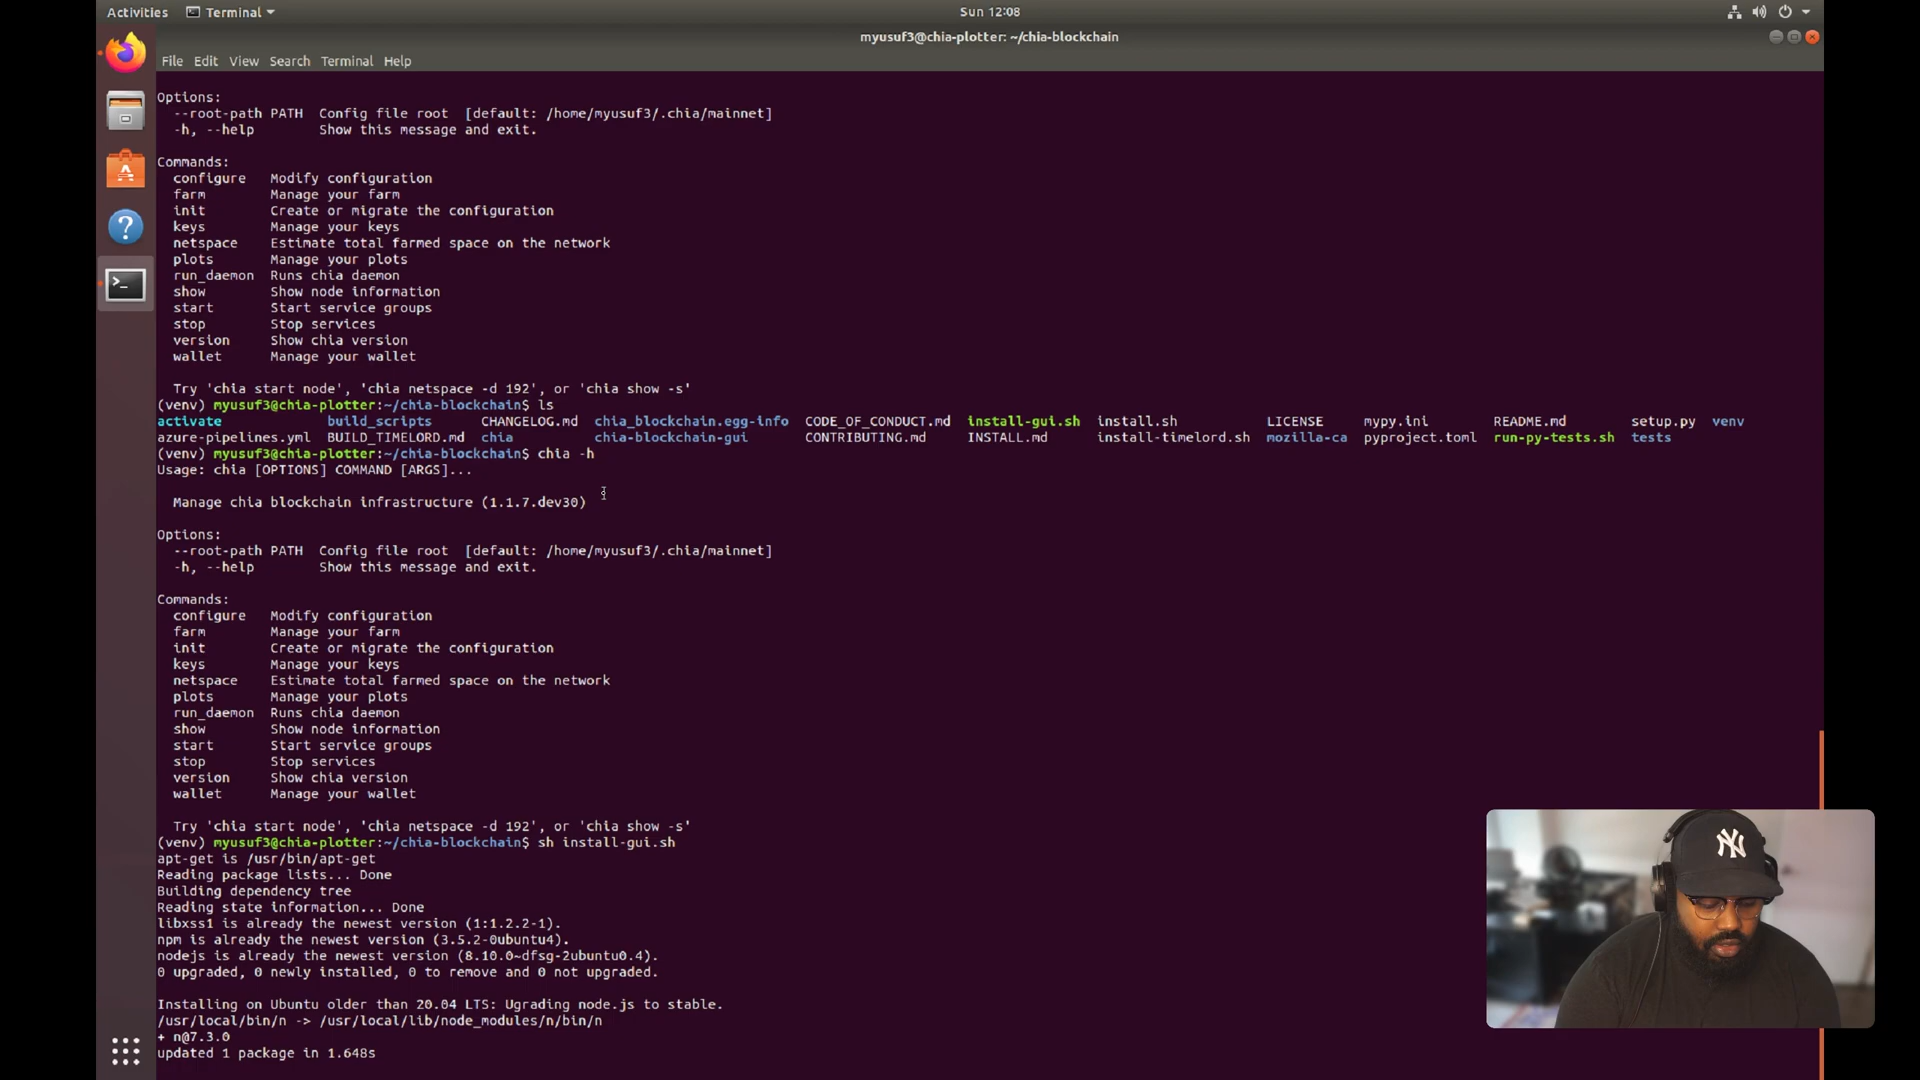 Activities Terminal Sun 12:08
myusuf3@chia-plotter: ~/chia-blockchain
File Edit View Search Terminal Help
Options:
--root-path PATH Config file root [default: /home/myusuf3/.chia/mainnet]
-h, --help Show this message and exit.
Commands:
configure Modify configuration
farm Manage your farm
init Create or migrate the configuration
keys Manage your keys
netspace Estimate total farmed space on the network
plots Manage your plots
run_daemon Runs chia daemon
show Show node information
start Start service groups
stop Stop services
version Show chia version
wallet Manage your wallet
Try 'chia start node', 'chia netspace -d 192', or 'chia show -s'
(venv) myusuf3@chia-plotter:~/chia-blockchain$ ls
activate build_scripts CHANGELOG.md chia_blockchain.egg-info CODE_OF_CONDUCT.md install-gui.sh install.sh LICENSE mypy.ini README.md setup.py venv
azure-pipelines.yml BUILD_TIMELORD.md chia chia-blockchain-gui CONTRIBUTING.md INSTALL.md install-timelord.sh mozilla-ca pyproject.toml run-py-tests.sh tests
(venv) myusuf3@chia-plotter:~/chia-blockchain$ chia -h
Usage: chia [OPTIONS] COMMAND [ARGS]...
Manage chia blockchain infrastructure (1.1.7.dev30)
Options:
--root-path PATH Config file root [default: /home/myusuf3/.chia/mainnet]
-h, --help Show this message and exit.
Commands:
configure Modify configuration
farm Manage your farm
init Create or migrate the configuration
keys Manage your keys
netspace Estimate total farmed space on the network
plots Manage your plots
run_daemon Runs chia daemon
show Show node information
start Start service groups
stop Stop services
version Show chia version
wallet Manage your wallet
Try 'chia start node', 'chia netspace -d 192', or 'chia show -s'
(venv) myusuf3@chia-plotter:~/chia-blockchain$ sh install-gui.sh
apt-get is /usr/bin/apt-get
Reading package lists... Done
Building dependency tree
Reading state information... Done
libxss1 is already the newest version (1:1.2.2-1).
npm is already the newest version (3.5.2-0ubuntu4).
nodejs is already the newest version (8.10.0~dfsg-2ubuntu0.4).
0 upgraded, 0 newly installed, 0 to remove and 0 not upgraded.
Installing on Ubuntu older than 20.04 LTS: Ugrading node.js to stable.
/usr/local/bin/n -> /usr/local/lib/node_modules/n/bin/n
+ n@7.3.0
updated 1 package in 1.648s
NY